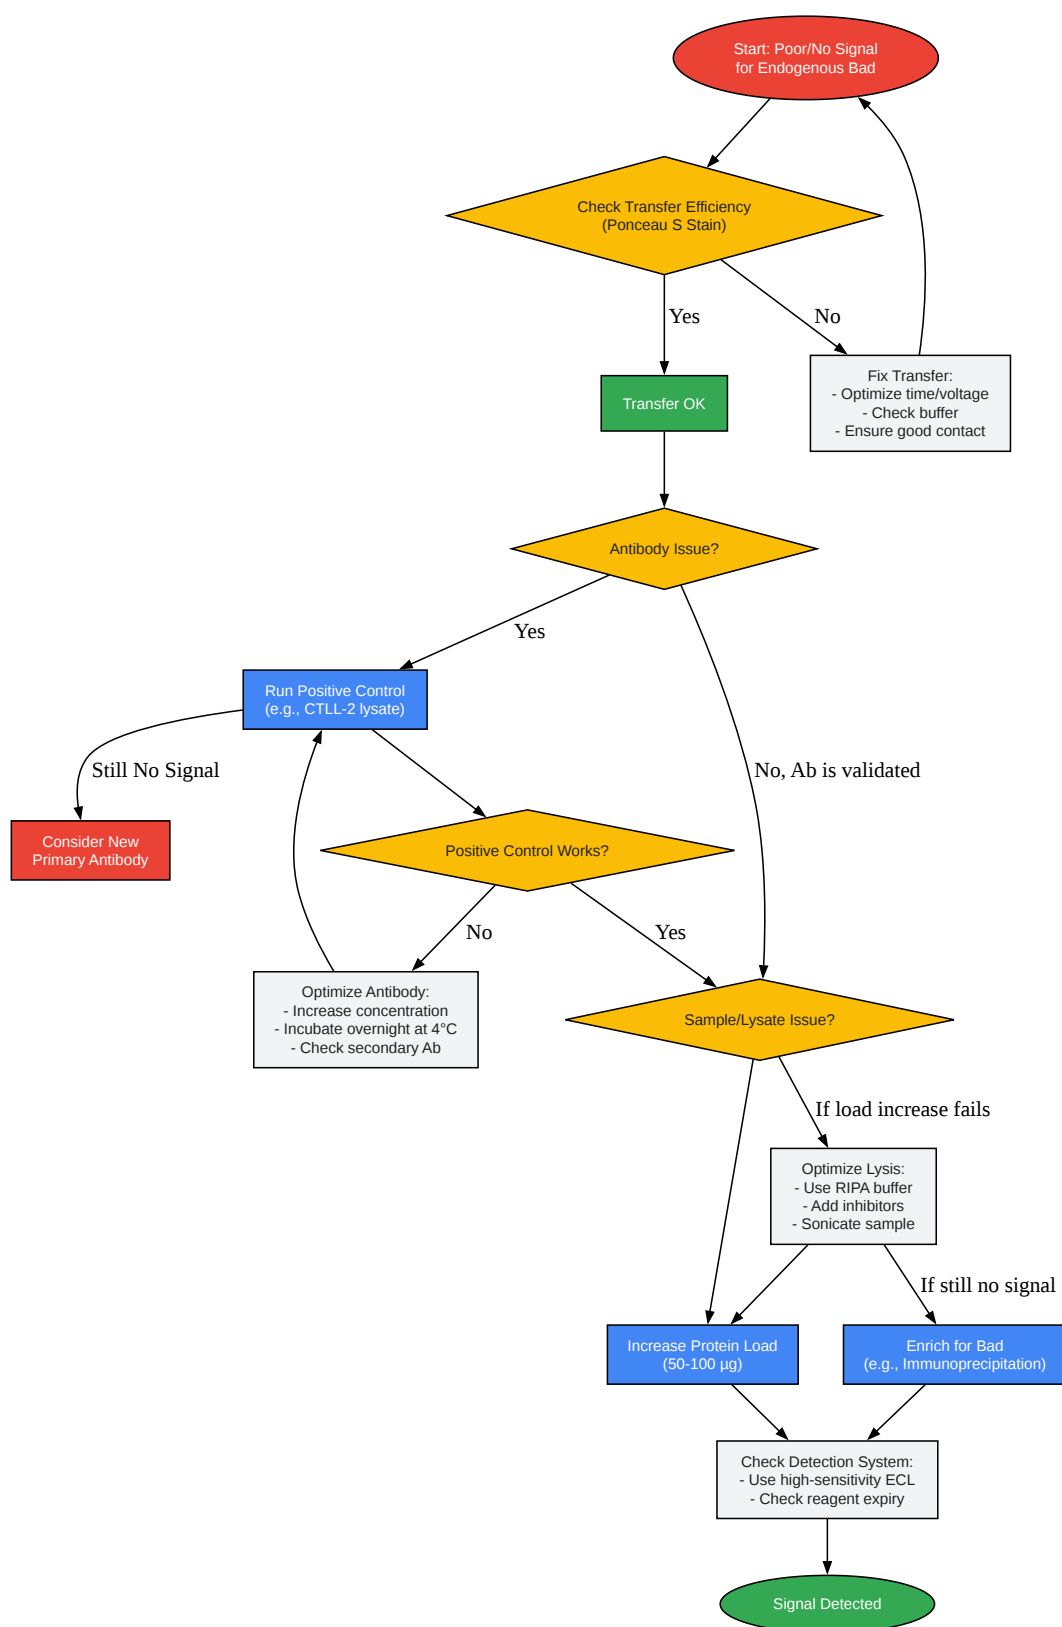 Start: Poor/No Signal
for Endogenous Bad
Check Transfer Efficiency
(Ponceau S Stain)
Yes
No
Fix Transfer:
- Optimize time/voltage
- Check buffer
- Ensure good contact
Transfer OK
Antibody Issue?
Yes
Run Positive Control
(e.g., CTLL-2 lysate)
Still No Signal
No, Ab is validated
Consider New
Primary Antibody
Positive Control Works?
No
Yes
Optimize Antibody:
- Increase concentration
- Incubate overnight at 4°C
- Check secondary Ab
Sample/Lysate Issue?
If load increase fails
Optimize Lysis:
- Use RIPA buffer
- Add inhibitors
- Sonicate sample
If still no signal
Increase Protein Load
(50-100 µg)
Enrich for Bad
(e.g., Immunoprecipitation)
Check Detection System:
- Use high-sensitivity ECL
- Check reagent expiry
Signal Detected